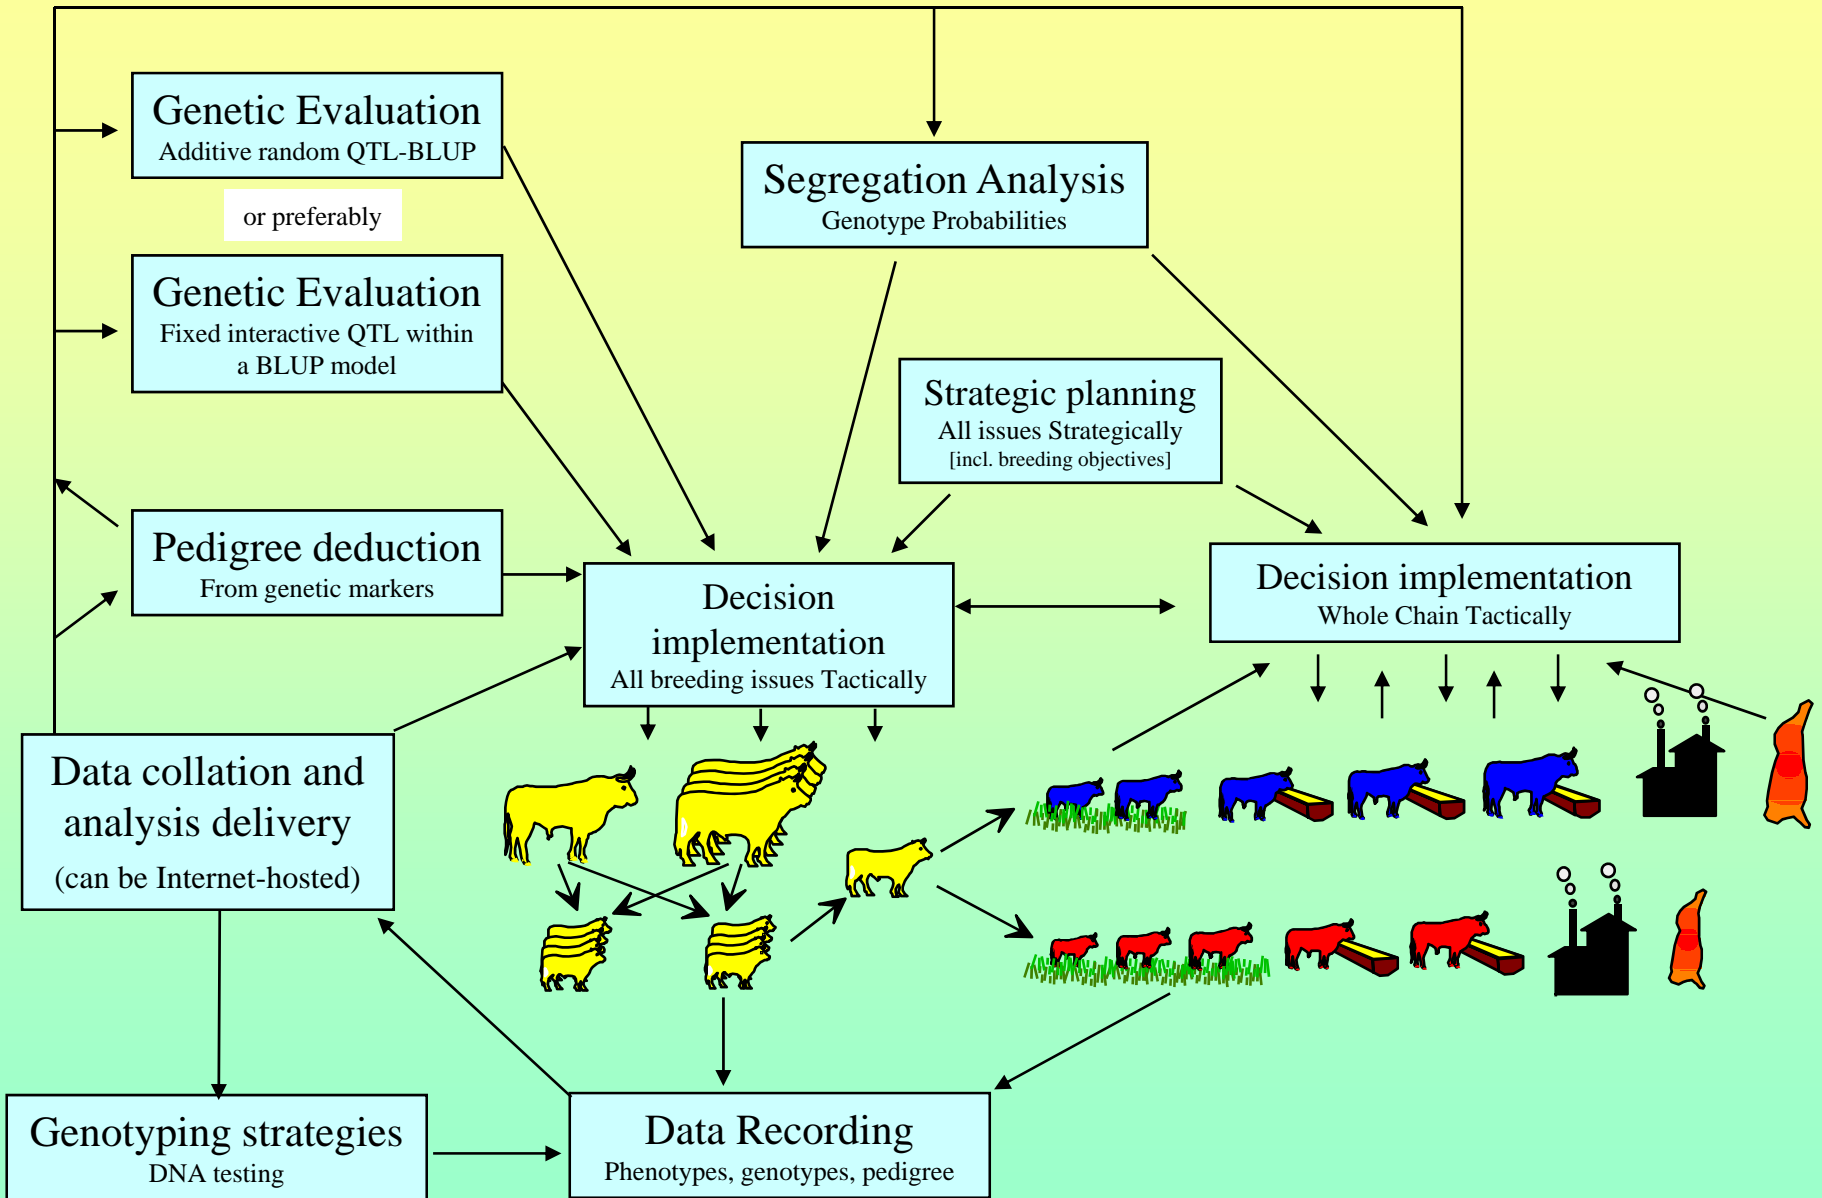 Genetic Evaluation
Additive random QTL-BLUP
or preferably
Genetic Evaluation
Fixed interactive QTL within
a BLUP model
Segregation Analysis
Genotype Probabilities
Strategic planning
All issues Strategically
[incl. breeding objectives]
Pedigree deduction
From genetic markers
Decision
implementation
All breeding issues Tactically
Decision implementation
Whole Chain Tactically
Data collation and
analysis delivery
(can be Internet-hosted)
Genotyping strategies
DNA testing
Data Recording
Phenotypes, genotypes, pedigree